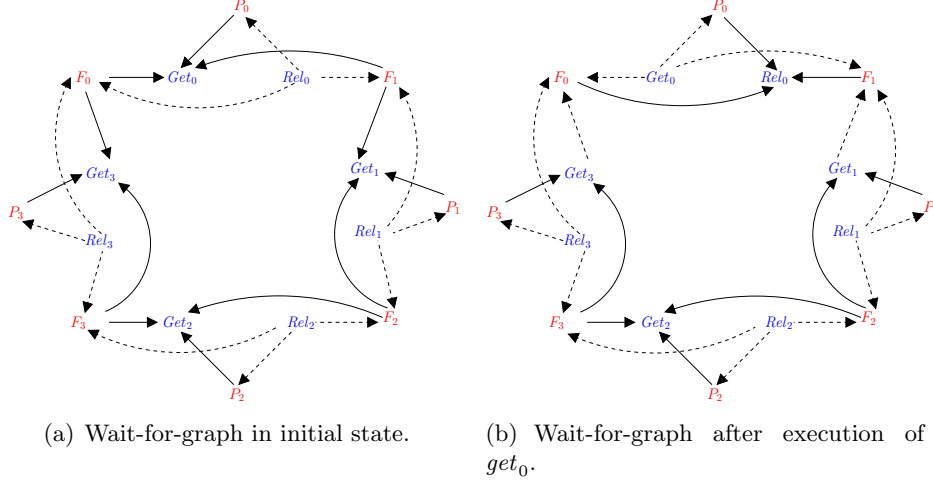 P0 P0
F0 Get0 Rel0 F1 F0 Get0 Rel0 F1
Get3 Get1 Get3 Get1
P3 P1 P3 P
Rel3 Rel1 Rel3 Rel1
F3 Get2 Rel2 F2 F3 Get2 Rel2 F2
P2 P2
(a) Wait-for-graph in initial state.
(b) Wait-for-graph after execution of
get0.